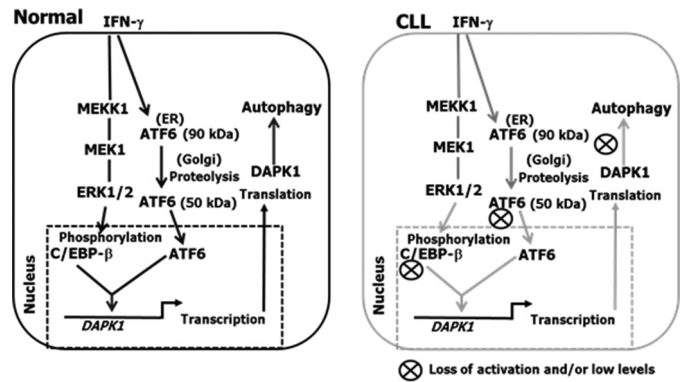 Normal
IFN-γ
MEKK1
MEK1
ERK1/2
(ER)
ATF6 (90 kDa)
(Golgi)
Proteolysis
ATF6 (50 kDa)
Autophagy
DAPK1
Translation
Phosphorylation
C/EBP-β
ATF6
Nucleus
DAPK1
Transcription
CLL
IFN-γ
MEKK1
MEK1
ERK1/2
(ER)
ATF6 (90 kDa)
(Golgi)
Proteolysis
ATF6 (50 kDa)
Autophagy
DAPK1
Translation
Phosphorylation
C/EBP-β
ATF6
Nucleus
DAPK1
Transcription
Loss of activation and/or low levels